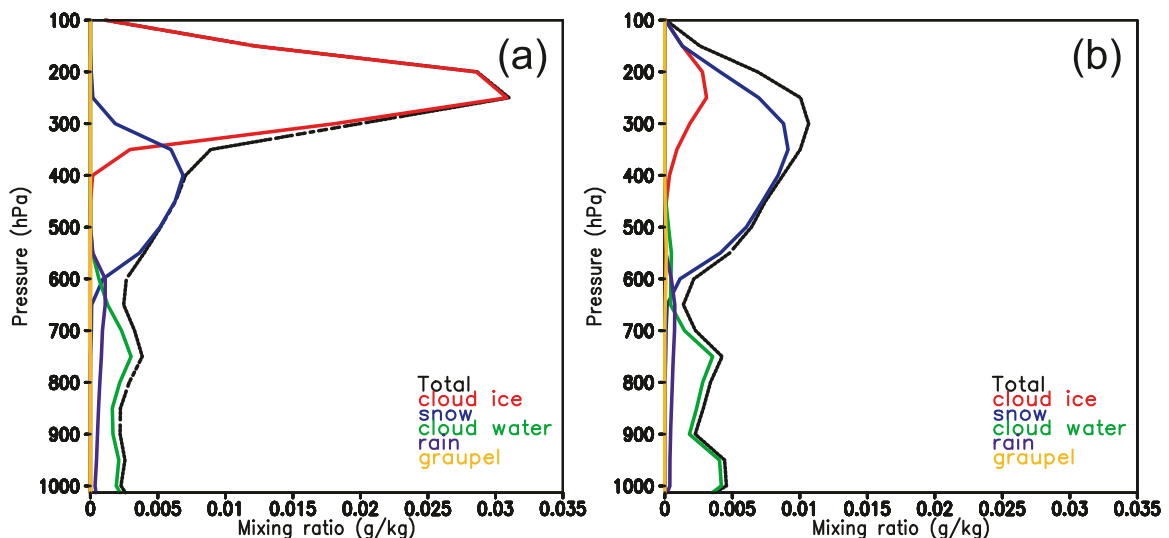 (a)
100
200
300
400
500
600
700
800
900
1000
Pressure (hPa)
Total
cloud ice
snow
cloud water
rain
graupel
0 0.005 0.01 0.015 0.02 0.025 0.03 0.035
Mixing ratio (g/kg)
(b)
100
200
300
400
500
600
700
800
900
1000
Pressure (hPa)
Total
cloud ice
snow
cloud water
rain
graupel
0 0.005 0.01 0.015 0.02 0.025 0.03 0.035
Mixing ratio (g/kg)